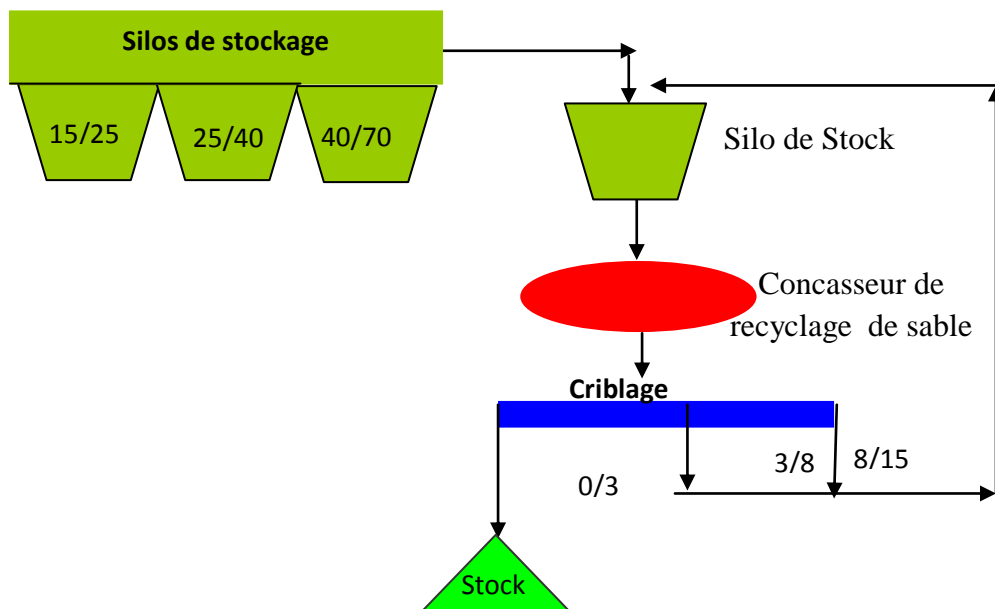 Silos de stockage
15/25
25/40
40/70
Silo de Stock
Concasseur de
recyclage de sable
Criblage
0/3
3/8
8/15
Stock